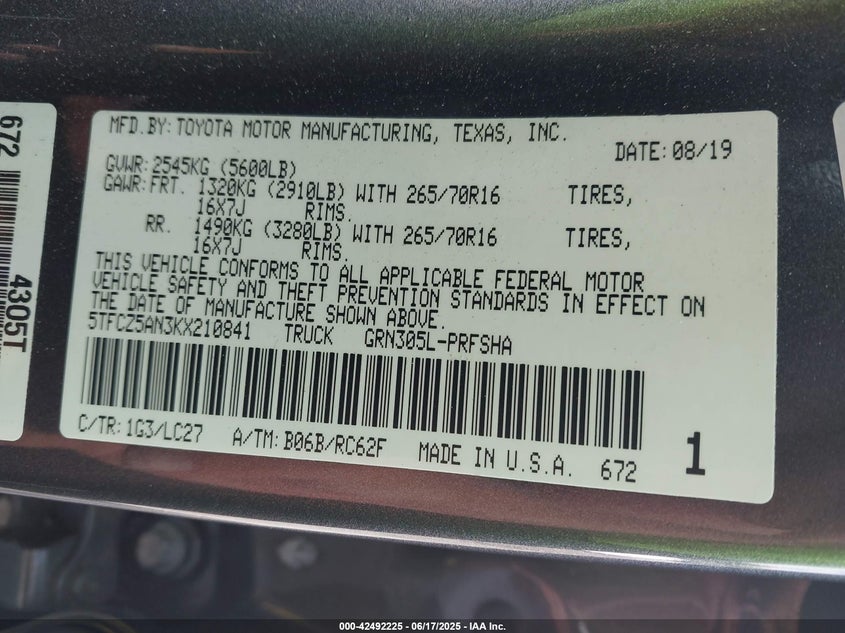 MFD.BY:TOYOTA MOTOR MANUFACTURING, TEXAS, INC.
DATE:08/19
GVWR:2545KG (5600LB)
GAWR:FRT. 1320KG (2910LB) WITH 265/70R16 TIRES,
16X7J RIMS.
RR. 1490KG (3280LB) WITH 265/70R16 TIRES,
16X7J RIMS.
THIS VEHICLE CONFORMS TO ALL APPLICABLE FEDERAL MOTOR
VEHICLE SAFETY AND THEFT PREVENTION STANDARDS IN EFFECT ON
THE DATE OF MANUFACTURE SHOWN ABOVE.
5TFCZ5AN3KX210841 TRUCK GRN305L-PRFSHA
C/TR:1G3/LC27 A/TM:B06B/RC62F MADE IN U.S.A. 672 1
672 4305T
000-42492225 - 06/17/2025 - IAA Inc.